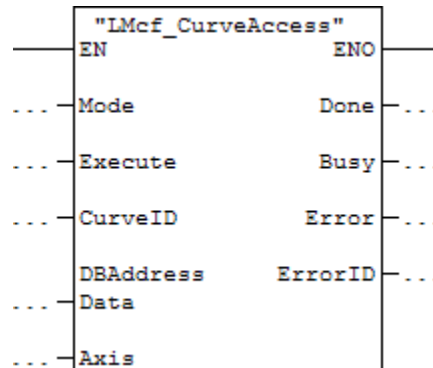 "LMcf_CurveAccess"
EN ENO
... Mode Done ...
... Execute Busy ...
... CurveID Error ...
DBAddress ErrorID ...
... Data
... Axis